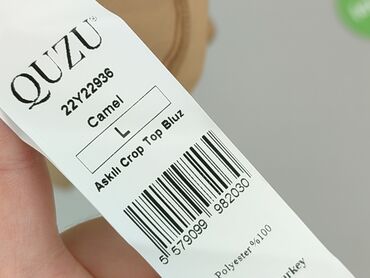 QUZU®
22Y22936
Camel
L
Askılı Crop Top Bluz
5 579099 982030
Polyester %100